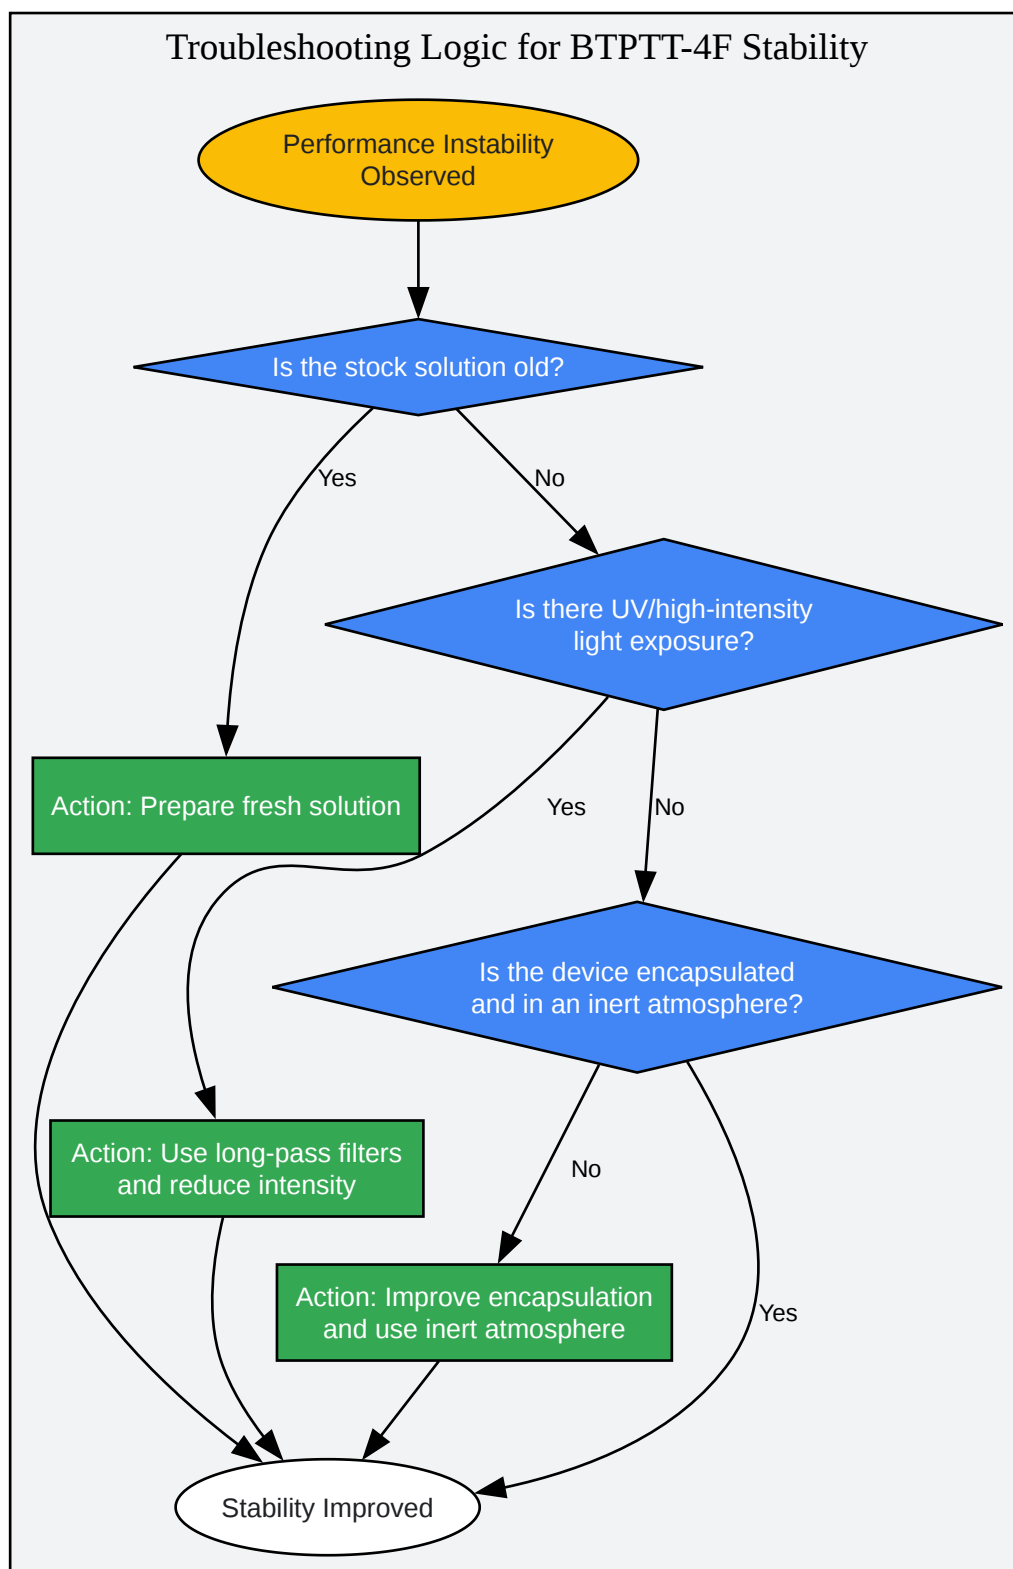 Troubleshooting Logic for BTPTT-4F Stability
Performance Instability
Observed
Is the stock solution old?
Yes
No
Is there UV/high-intensity
light exposure?
Action: Prepare fresh solution
Yes
No
Is the device encapsulated
and in an inert atmosphere?
Action: Use long-pass filters
and reduce intensity
No
Action: Improve encapsulation
and use inert atmosphere
Yes
Stability Improved